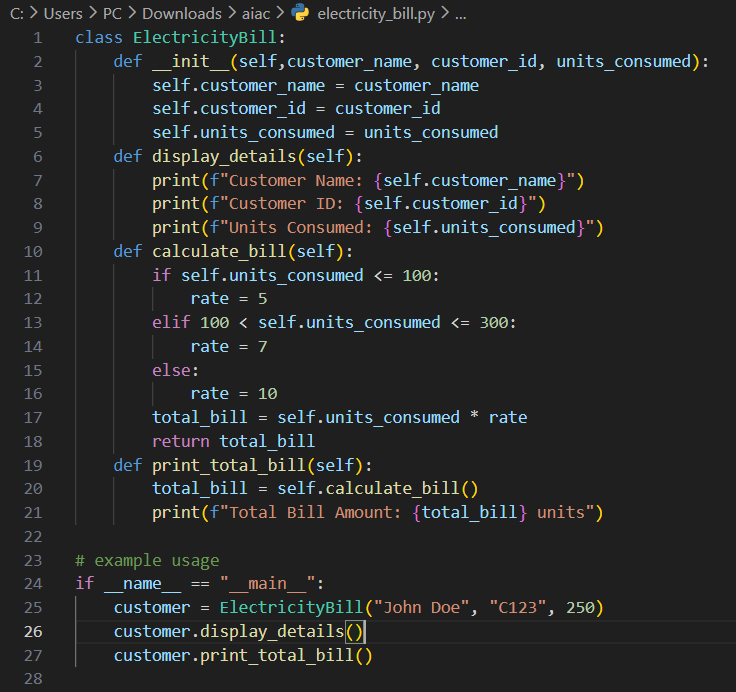 C: > Users > PC > Downloads > aiac > electricity_bill.py > ...
1 class ElectricityBill:
2     def __init__(self,customer_name, customer_id, units_consumed):
3         self.customer_name = customer_name
4         self.customer_id = customer_id
5         self.units_consumed = units_consumed
6     def display_details(self):
7         print(f"Customer Name: {self.customer_name}")
8         print(f"Customer ID: {self.customer_id}")
9         print(f"Units Consumed: {self.units_consumed}")
10     def calculate_bill(self):
11         if self.units_consumed <= 100:
12             rate = 5
13         elif 100 < self.units_consumed <= 300:
14             rate = 7
15         else:
16             rate = 10
17         total_bill = self.units_consumed * rate
18         return total_bill
19     def print_total_bill(self):
20         total_bill = self.calculate_bill()
21         print(f"Total Bill Amount: {total_bill} units")
22
23 # example usage
24 if __name__ == "__main__":
25     customer = ElectricityBill("John Doe", "C123", 250)
26     customer.display_details()
27     customer.print_total_bill()
28